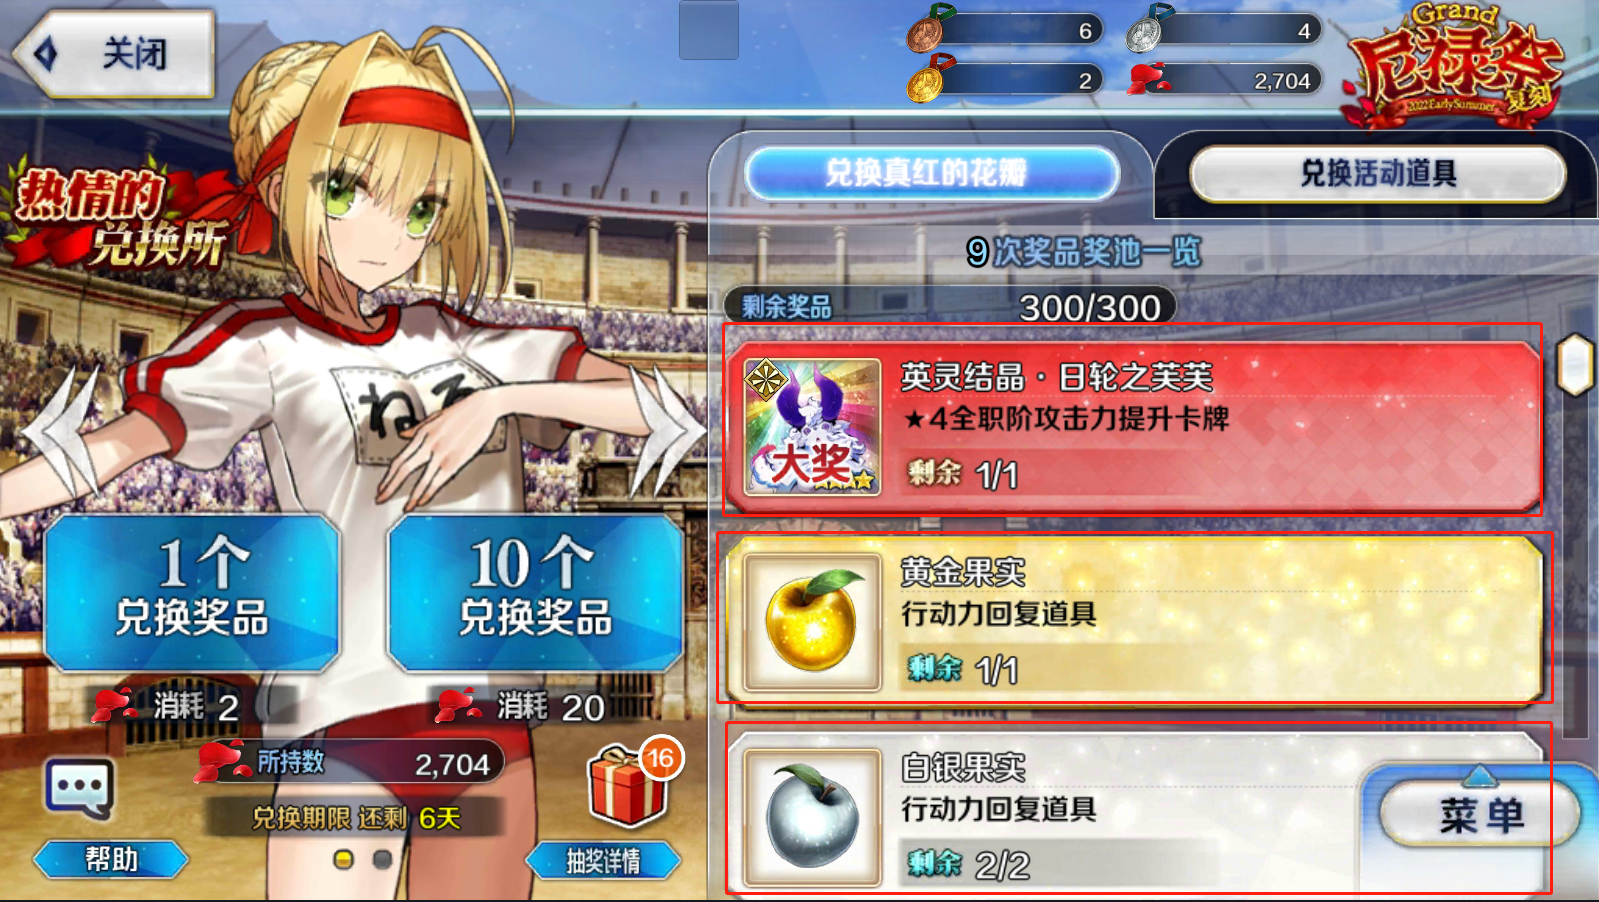 关闭
6
4
2
2,704
Grand
尼禄祭
复刻
2022 Early Summer
热情的
兑换所
兑换真红的花瓣
兑换活动道具
9次奖品奖池一览
剩余奖品 300/300
英灵结晶・日轮之芙芙
★4全职阶攻击力提升卡牌
大奖
剩余 1/1
黄金果实
行动力回复道具
剩余 1/1
白银果实
行动力回复道具
剩余 2/2
菜单
ねろ
1个
兑换奖品
10个
兑换奖品
消耗 2
消耗 20
所持数 2,704
16
兑换期限 还剩 6天
帮助
抽奖详情